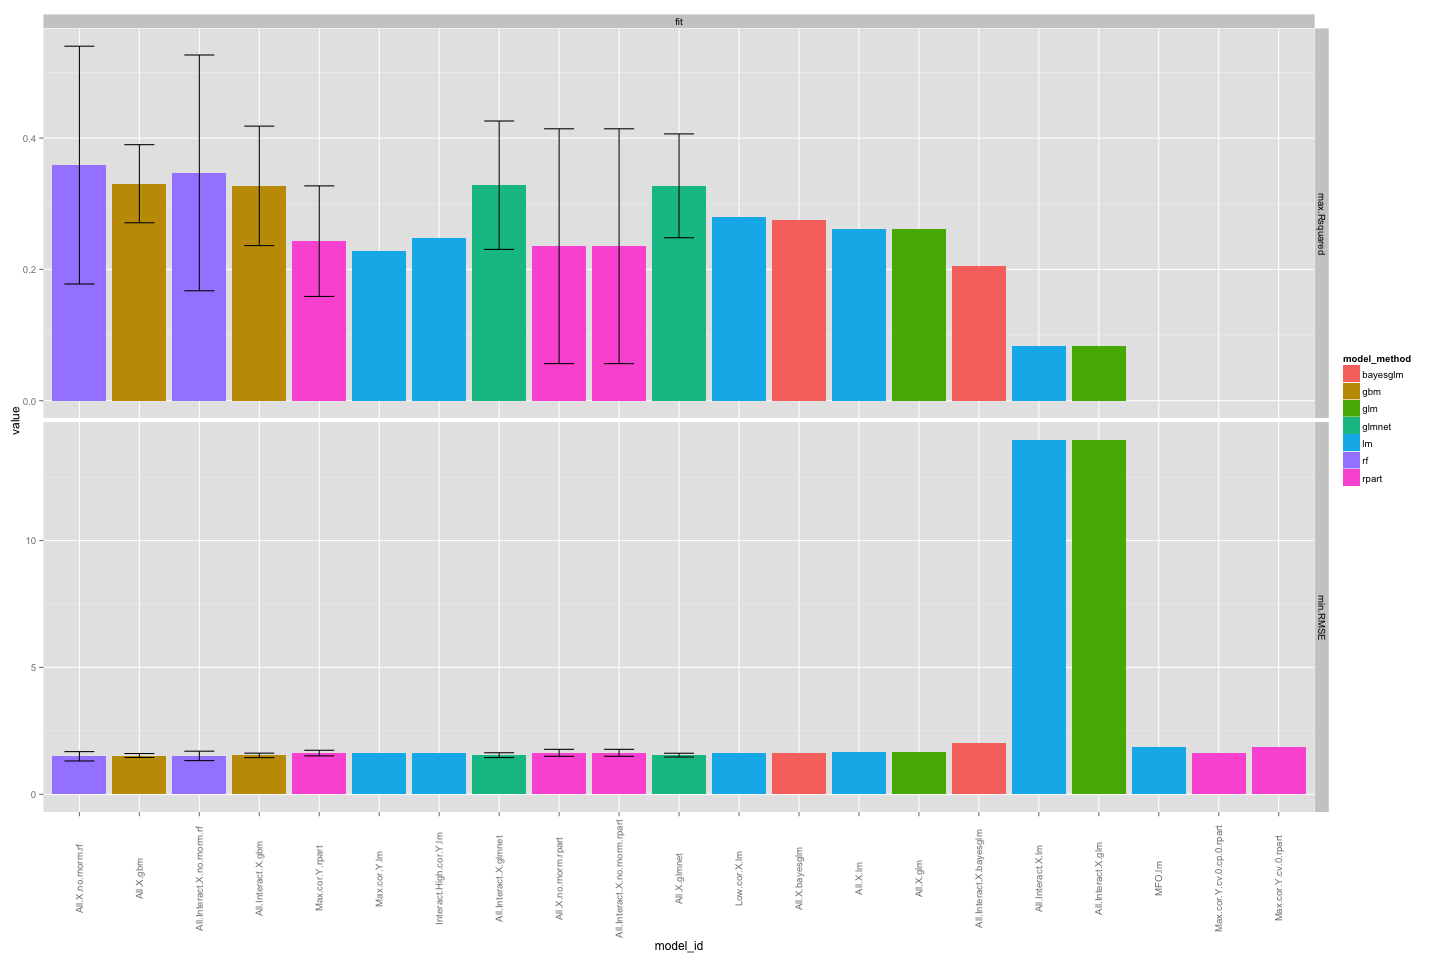 fit
0.4
0.2
0.0
max.Rsquared
value
10
5
0
min.RMSE
All.X.no.rnorm.rf
All.X.gbm
All.Interact.X.no.rnorm.rf
All.Interact.X.gbm
Max.cor.Y.rpart
Max.cor.Y.lm
Interact.High.cor.Y.lm
All.Interact.X.glmnet
All.X.no.rnorm.rpart
All.Interact.X.no.rnorm.rpart
All.X.glmnet
Low.cor.X.lm
All.X.bayesglm
All.X.lm
All.X.glm
All.Interact.X.bayesglm
All.Interact.X.lm
All.Interact.X.glm
MFO.lm
Max.cor.Y.cv.0.cp.0.rpart
Max.cor.Y.cv.0.rpart
model_id
model_method
bayesglm
gbm
glm
glmnet
lm
rf
rpart